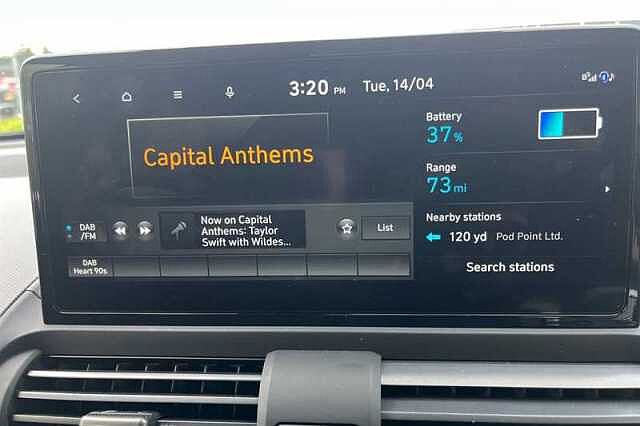 3:20 PM Tue, 14/04
Capital Anthems
DAB
/FM
Now on Capital
Anthems: Taylor
Swift with Wildes...
List
DAB
Heart 90s
Battery
37%
Range
73 mi
Nearby stations
120 yd Pod Point Ltd.
Search stations